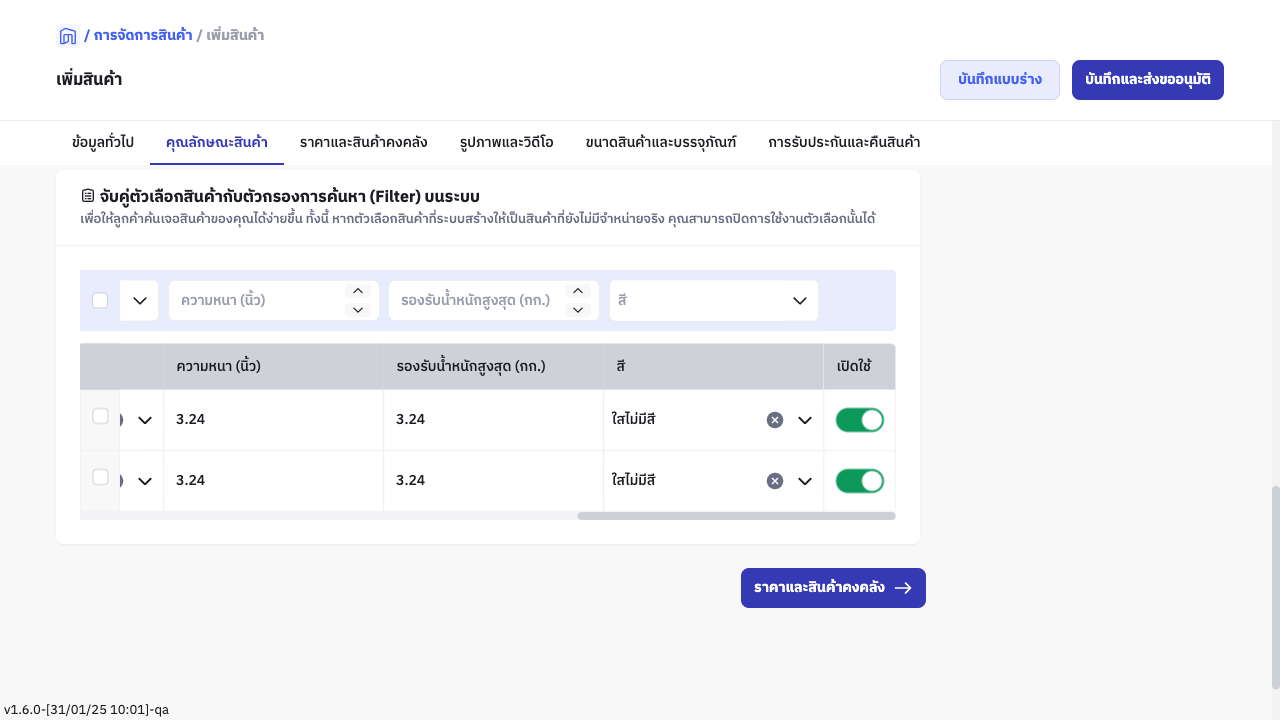 / การจัดการสินค้า / เพิ่มสินค้า
เพิ่มสินค้า
บันทึกแบบร่าง
บันทึกและส่งขออนุมัติ
ข้อมูลทั่วไป
คุณลักษณะสินค้า
ราคาและสินค้าคงคลัง
รูปภาพและวิดีโอ
ขนาดสินค้าและบรรจุภัณฑ์
การรับประกันและคืนสินค้า
จับคู่ตัวเลือกสินค้ากับตัวกรองการค้นหา (Filter) บนระบบ
เพื่อให้ลูกค้าค้นเจอสินค้าของคุณได้ง่ายขึ้น ทั้งนี้ หากตัวเลือกสินค้าที่ระบบสร้างให้เป็นสินค้าที่ยังไม่มีจำหน่ายจริง คุณสามารถปิดการใช้งานตัวเลือกนั้นได้
ความหนา (นิ้ว)
รองรับน้ำหนักสูงสุด (กก.)
สี
ความหนา (นิ้ว)
รองรับน้ำหนักสูงสุด (กก.)
สี
เปิดใช้
3.24
3.24
ใสไม่มีสี
3.24
3.24
ใสไม่มีสี
ราคาและสินค้าคงคลัง
v1.6.0-[31/01/25 10:01]-qa